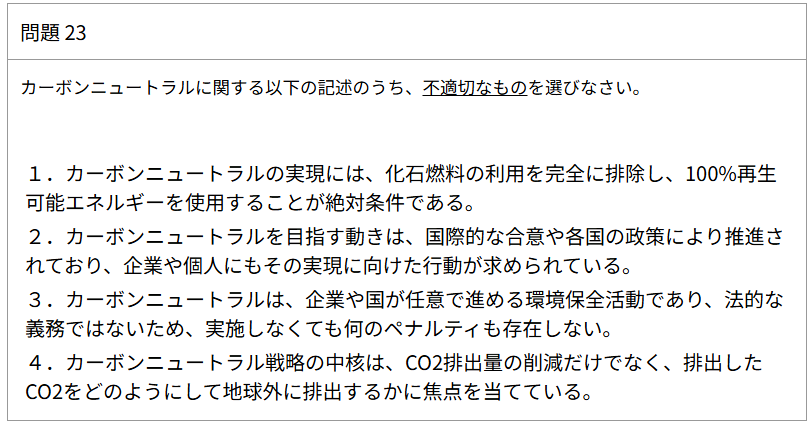 問題 23
カーボンニュートラルに関する以下の記述のうち、不適切なものを選びなさい。
１．カーボンニュートラルの実現には、化石燃料の利用を完全に排除し、100%再生
可能エネルギーを使用することが絶対条件である。
２．カーボンニュートラルを目指す動きは、国際的な合意や各国の政策により推進さ
れており、企業や個人にもその実現に向けた行動が求められている。
３．カーボンニュートラルは、企業や国が任意で進める環境保全活動であり、法的な
義務ではないため、実施しなくても何のペナルティも存在しない。
４．カーボンニュートラル戦略の中核は、CO2排出量の削減だけでなく、排出した
CO2をどのようにして地球外に排出するかに焦点を当てている。